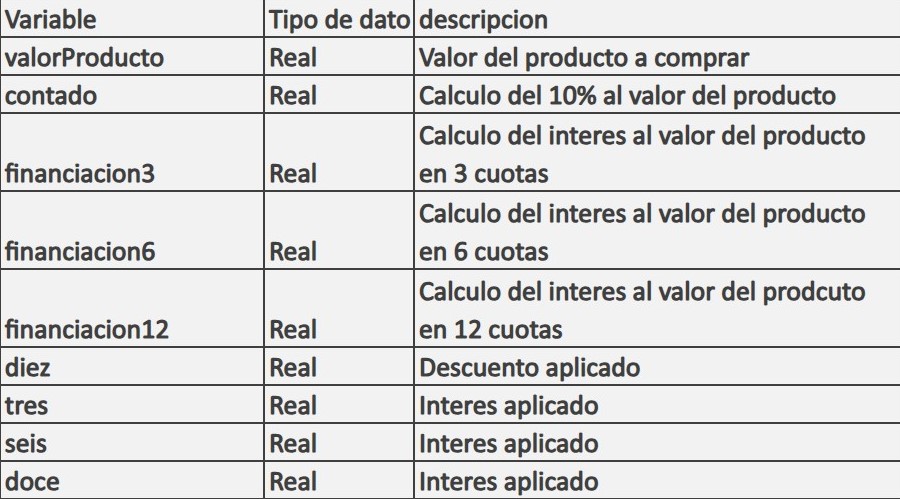 Variable Tipo de dato descripcion
valorProducto Real Valor del producto a comprar
contado Real Calculo del 10% al valor del producto
Calculo del interes al valor del producto
financiacion3 Real en 3 cuotas
Calculo del interes al valor del producto
financiacion6 Real en 6 cuotas
Calculo del interes al valor del prodcuto
financiacion12 Real en 12 cuotas
diez Real Descuento aplicado
tres Real Interes aplicado
seis Real Interes aplicado
doce Real Interes aplicado